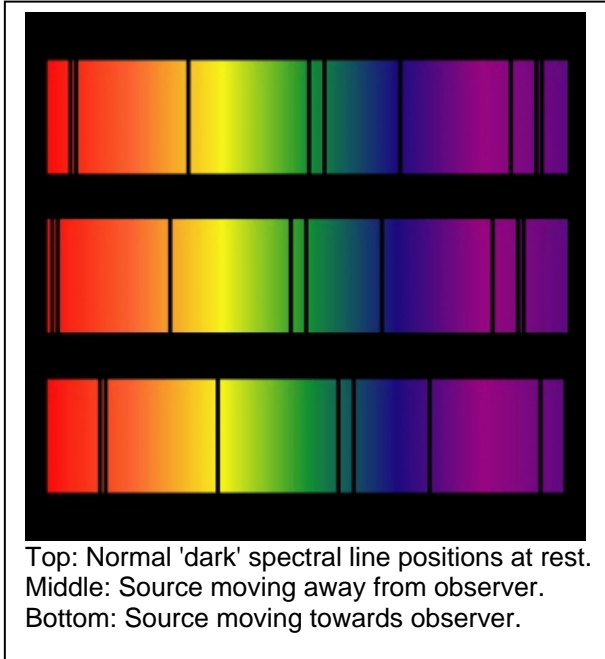 Top: Normal 'dark' spectral line positions at rest.
Middle: Source moving away from observer.
Bottom: Source moving towards observer.